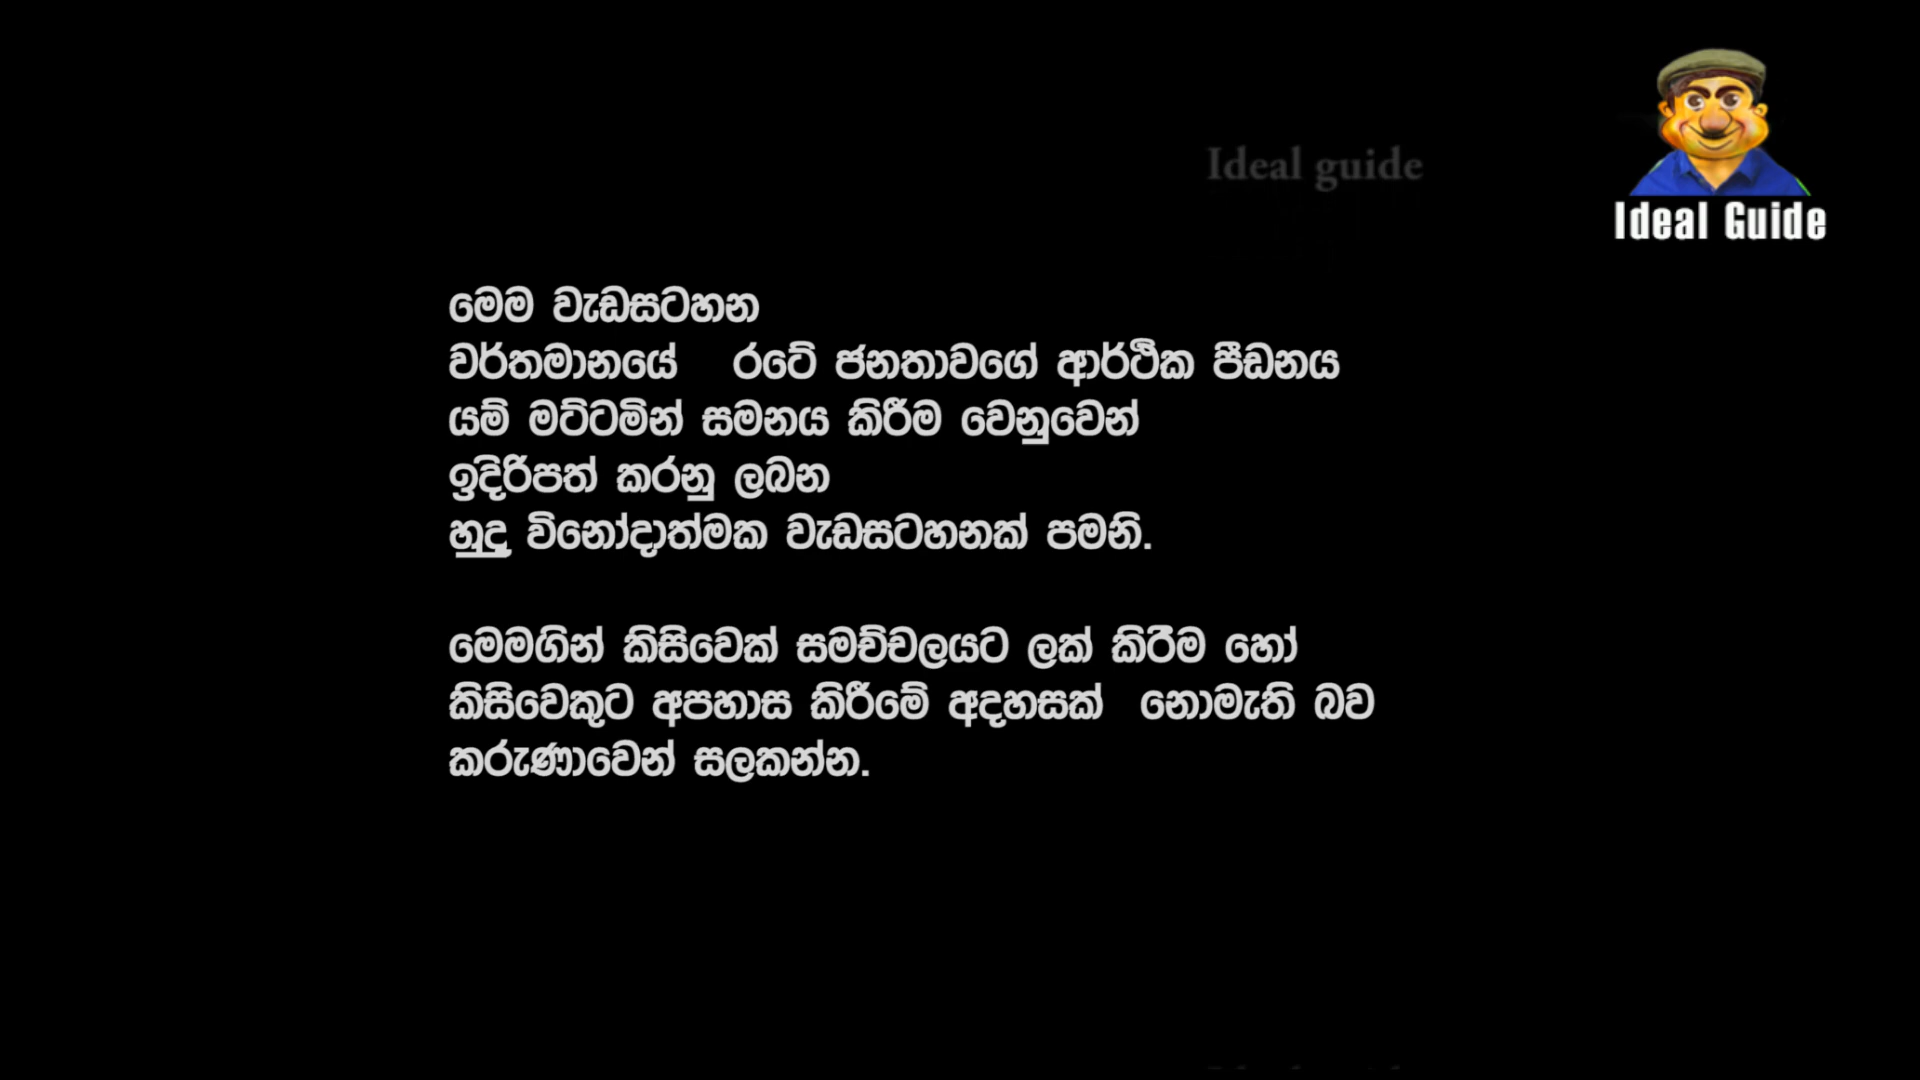 Ideal guide
Ideal Guide
මෙම වැඩසටහන
වර්තමානයේ රටේ ජනතාවගේ ආර්ථික පීඩනය
යම් මට්ටමින් සමනය කිරීම වෙනුවෙන්
ඉදිරිපත් කරනු ලබන
හුදු විනෝදාත්මක වැඩසටහනක් පමනි.
මෙමගින් කිසිවෙක් සමච්චලයට ලක් කිරීම හෝ
කිසිවෙකුට අපහාස කිරීමේ අදහසක් නොමැති බව
කරුණාවෙන් සලකන්න.